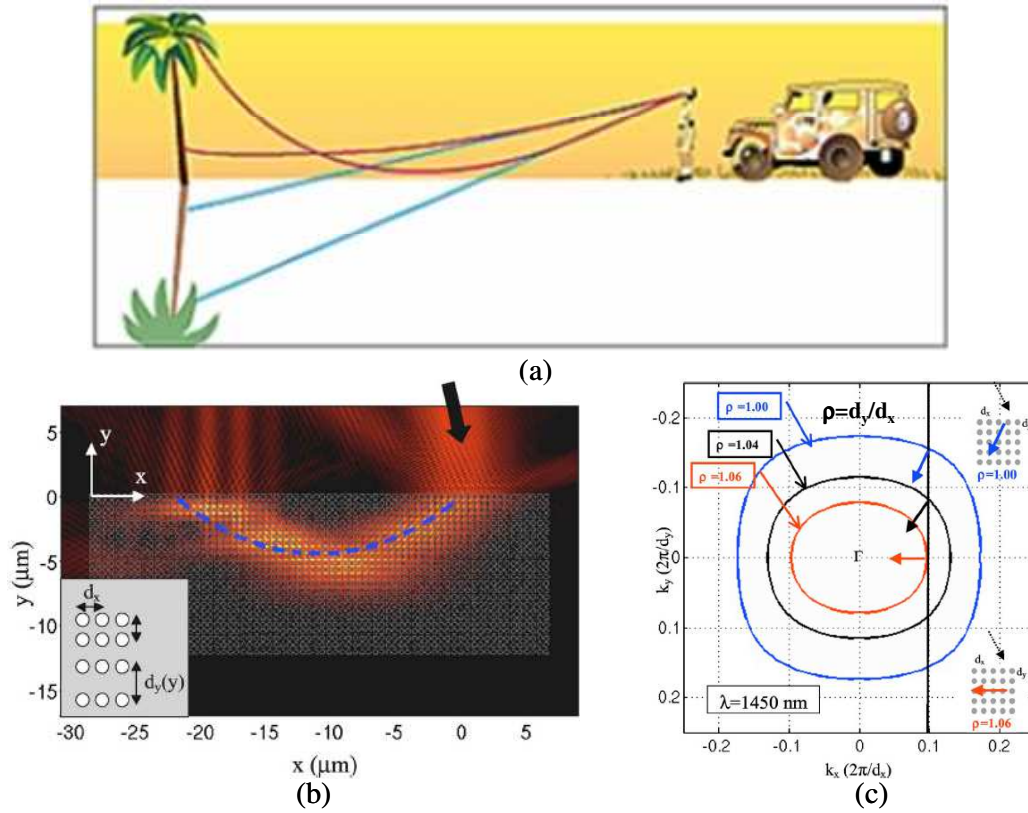 (a)
y
x
5
0
-5
-10
-15
y (μm)
dx
dy(y)
-30
-25
-20
-15
-10
-5
0
5
x (μm)
(b)
ρ =1.00
ρ=dy/dx
ρ =1.04
ρ =1.06
dx
d
ρ=1.00
-0.2
-0.1
0
0.1
0.2
ky (2π/dy)
Γ
dx
dy
ρ=1.06
λ=1450 nm
-0.2
-0.1
0
0.1
0.2
kx (2π/dx)
(c)